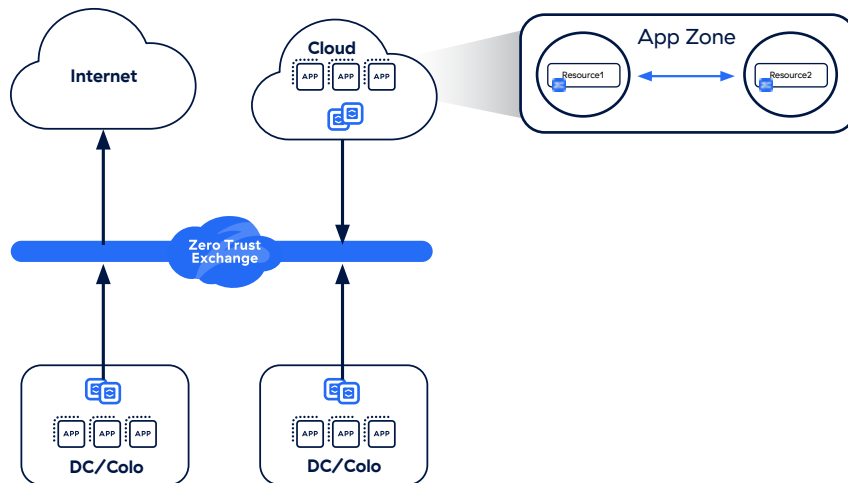 Internet
Cloud
APP APP APP
App Zone
Resource1
Resource2
Zero Trust
Exchange
APP APP APP
DC/Colo
APP APP APP
DC/Colo